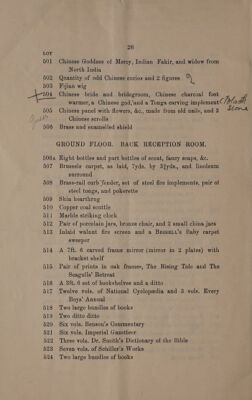 26
LOT
501 Chinese Goddess of Mercy, Indian Fakir, and widow from
North India
502 Quantity of odd Chinese curios and 2 figures
503 Fijian wig
504 Chinese bride and bridegroom, Chinese charcoal foot
warmer, a Chinese god, and a Tonga carving implement
505 Chinese panel with flowers, &c., made from old nails, and 3
Chinese scrolls
506 Brass and enamelled shield
GROUND FLOOR. BACK RECEPTION ROOM.
506a Eight bottles and part bottles of scent, fancy soaps, &c.
507 Brussels carpet, as laid, 7yds. by 3½yds., and linoleum
surround
508 Brass-rail curb fender, set of steel fire implements, pair of
steel tongs, and pokerette
509 Skin hearthrug
510 Copper coal scuttle
511 Marble striking clock
512 Pair of porcelain jars, bronze chair, and 2 small china jars
513 Inlaid walnut fire screen and a BISSELL'S Baby carpet
sweeper
514 A 7ft. 6 carved frame mirror (mirror in 2 plates) with
bracket shelf
515 Pair of prints in oak frames, The Rising Tide and The
Seagulls' Retreat
516 A 3ft. 6 set of bookshelves and a ditto
517 Twelve vols. of National Cyclopedia and 3 vols. Every
Boys' Annual
518 Two large bundles of books
519 Two ditto ditto
520 Six vols. Benson's Commentary
521 Six vols. Imperial Gazetteer
522 Three vols. Dr. Smith's Dictionary of the Bible
523 Seven vols. of Schiller's Works
524 Two large bundles of books